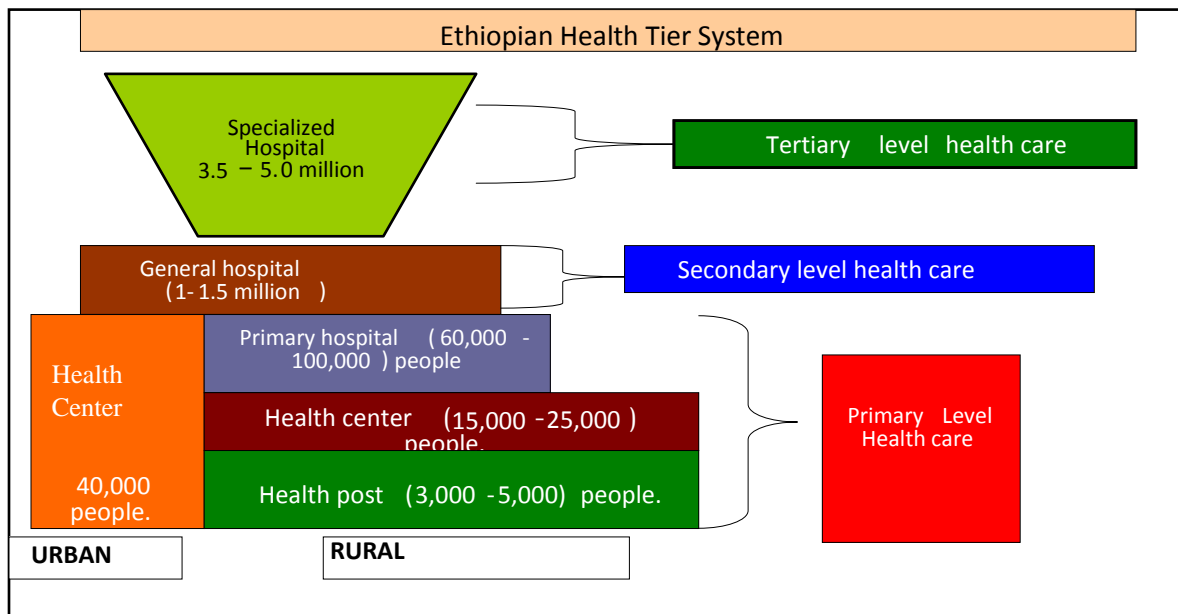 Ethiopian Health Tier System
Specialized
Hospital
3.5 – 5.0 million
Tertiary level health care
General hospital
(1- 1.5 million )
Secondary level health care
Health
Center
40,000
people.
Primary hospital ( 60,000 -
100,000 ) people
Health center (15,000 -25,000 )
people.
Health post (3,000 -5,000) people.
Primary Level
Health care
URBAN
RURAL